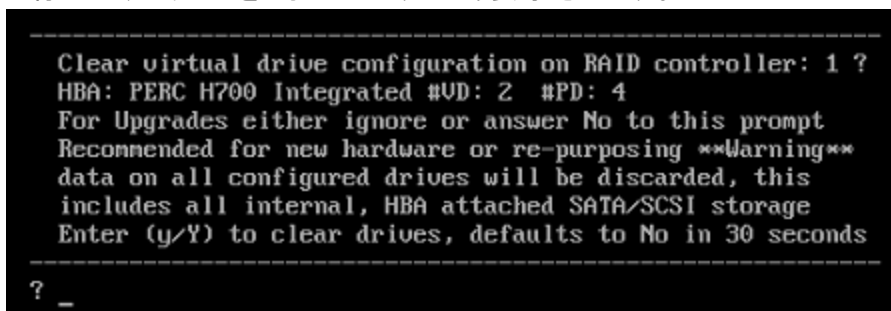 Clear virtual drive configuration on RAID controller: 1 ?
HBA: PERC H700 Integrated #VD: 2 #PD: 4
For Upgrades either ignore or answer No to this prompt
Recommended for new hardware or re-purposing **Warning**
data on all configured drives will be discarded, this
includes all internal, HBA attached SATA/SCSI storage
Enter (y/Y) to clear drives, defaults to No in 30 seconds
? _